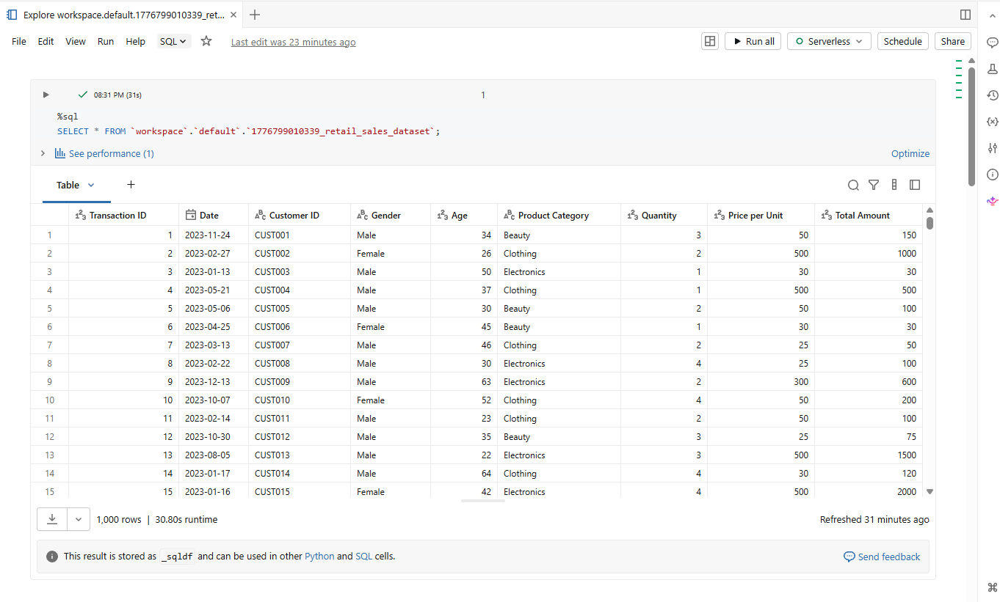 Explore workspace.default.1776799010339_ret...
File Edit View Run Help SQL Last edit was 23 minutes ago Run all Serverless Schedule Share
08:31 PM (31s) 1
%sql
SELECT * FROM `workspace`.`default`.`1776799010339_retail_sales_dataset`;
See performance (1) Optimize
Table
Transaction ID Date Customer ID Gender Age Product Category Quantity Price per Unit Total Amount
1 1 2023-11-24 CUST001 Male 34 Beauty 3 50 150
2 2 2023-02-27 CUST002 Female 26 Clothing 2 500 1000
3 3 2023-01-13 CUST003 Male 50 Electronics 1 30 30
4 4 2023-05-21 CUST004 Male 37 Clothing 1 500 500
5 5 2023-05-06 CUST005 Male 30 Beauty 2 50 100
6 6 2023-04-25 CUST006 Female 45 Beauty 1 30 30
7 7 2023-03-13 CUST007 Male 46 Clothing 2 25 50
8 8 2023-02-22 CUST008 Male 30 Electronics 4 25 100
9 9 2023-12-13 CUST009 Male 63 Electronics 2 300 600
10 10 2023-10-07 CUST010 Female 52 Clothing 4 50 200
11 11 2023-02-14 CUST011 Male 23 Clothing 2 50 100
12 12 2023-10-30 CUST012 Male 35 Beauty 3 25 75
13 13 2023-08-05 CUST013 Male 22 Electronics 3 500 1500
14 14 2023-01-17 CUST014 Male 64 Clothing 4 30 120
15 15 2023-01-16 CUST015 Female 42 Electronics 4 500 2000
1,000 rows | 30.80s runtime Refreshed 31 minutes ago
This result is stored as _sqldf and can be used in other Python and SQL cells. Send feedback